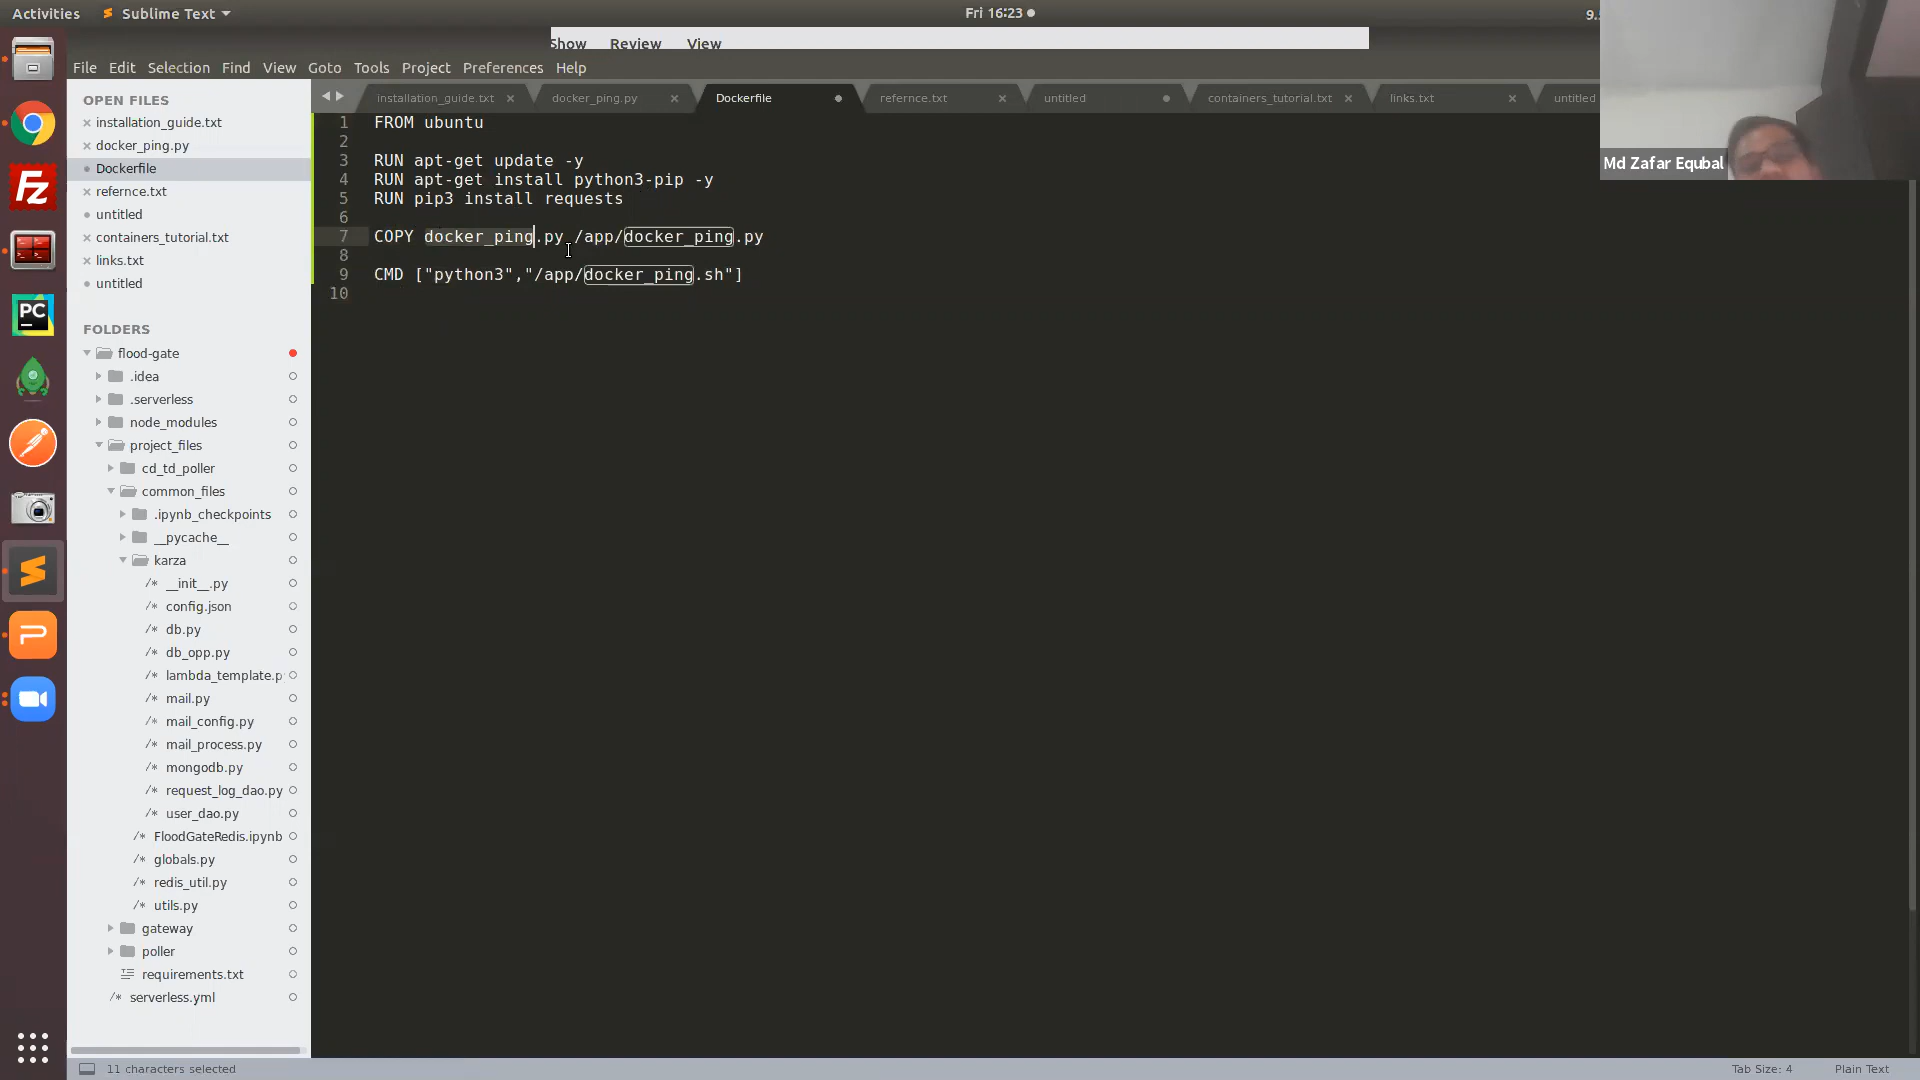 Activities Sublime Text Fri 16:23 9.
Show Review View
File Edit Selection Find View Goto Tools Project Preferences Help
OPEN FILES
installation_guide.txt
docker_ping.py
Dockerfile
refernce.txt
untitled
containers_tutorial.txt
links.txt
untitled
FOLDERS
flood-gate
.idea
.serverless
node_modules
project_files
cd_td_poller
common_files
.ipynb_checkpoints
__pycache__
karza
/* __init__.py
/* config.json
/* db.py
/* db_opp.py
/* lambda_template.p
/* mail.py
/* mail_config.py
/* mail_process.py
/* mongodb.py
/* request_log_dao.py
/* user_dao.py
/* FloodGateRedis.ipynb
/* globals.py
/* redis_util.py
/* utils.py
gateway
poller
requirements.txt
/* serverless.yml
installation_guide.txt docker_ping.py Dockerfile refernce.txt untitled containers_tutorial.txt links.txt untitled
1 FROM ubuntu
2
3 RUN apt-get update -y
4 RUN apt-get install python3-pip -y
5 RUN pip3 install requests
6
7 COPY docker_ping.py /app/docker_ping.py
8
9 CMD ["python3","/app/docker_ping.sh"]
10
Md Zafar Equbal
11 characters selected Tab Size: 4 Plain Text